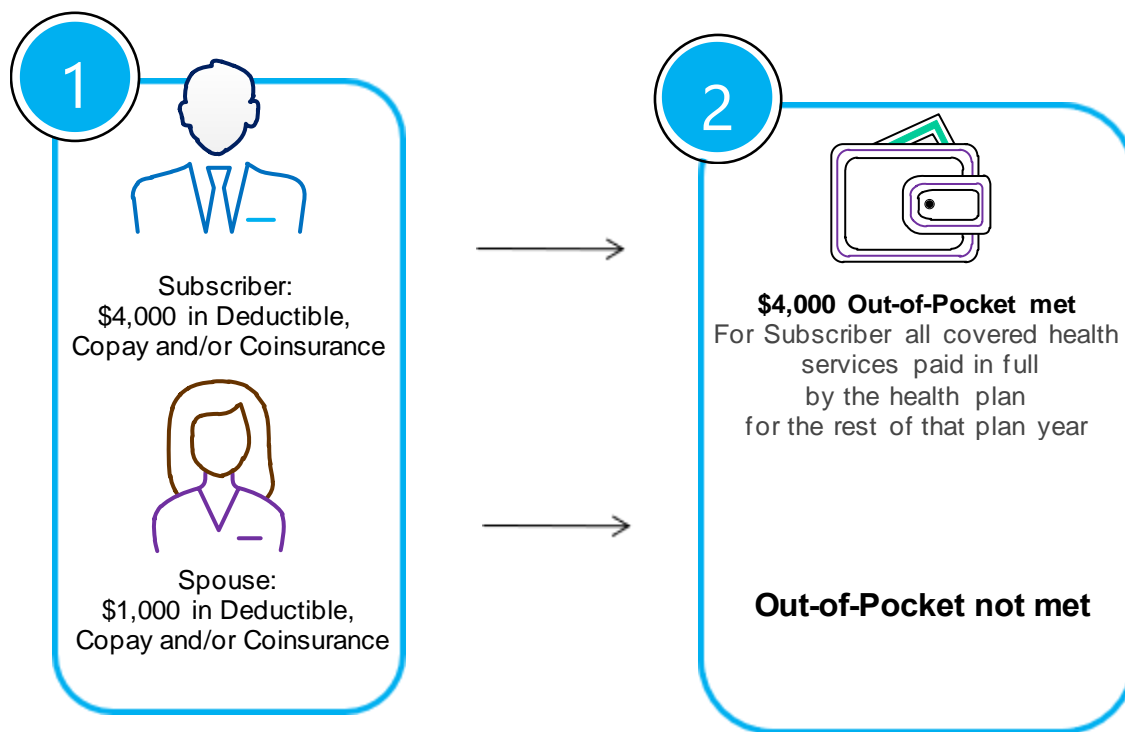 1
Subscriber:
$4,000 in Deductible,
Copay and/or Coinsurance
Spouse:
$1,000 in Deductible,
Copay and/or Coinsurance
2
$4,000 Out-of-Pocket met
For Subscriber all covered health
services paid in full
by the health plan
for the rest of that plan year
Out-of-Pocket not met